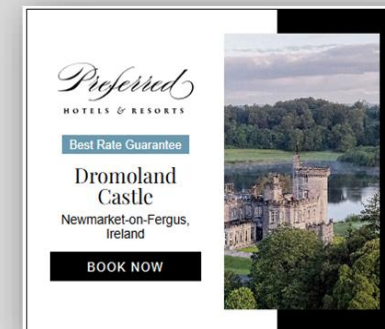 Preferred
HOTELS & RESORTS
Best Rate Guarantee
Dromoland
Castle
Newmarket-on-Fergus,
Ireland
BOOK NOW